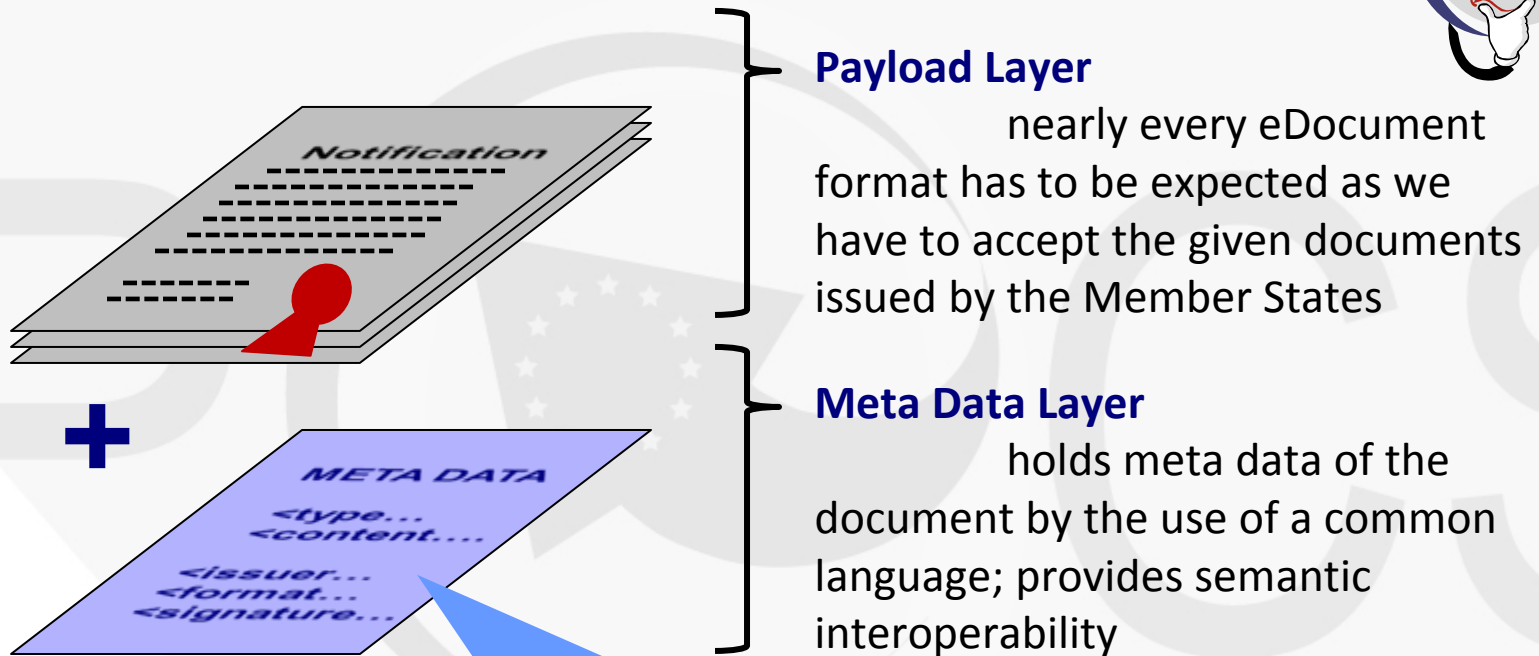 Notification
Payload Layer
nearly every eDocument
format has to be expected as we
have to accept the given documents
issued by the Member States
+
META DATA
<type...
<content....
<issuer...
<format...
<signature...
Meta Data Layer
holds meta data of the
document by the use of a common
language; provides semantic
interoperability